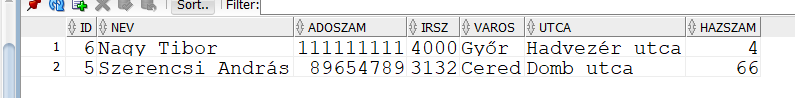 Sort.. Filter:
ID NEV ADOSZAM IRSZ VAROS UTCA HAZSZAM
1 6 Nagy Tibor 111111111 4000 Győr Hadvezér utca 4
2 5 Szerencsi András 89654789 3132 Cered Domb utca 66